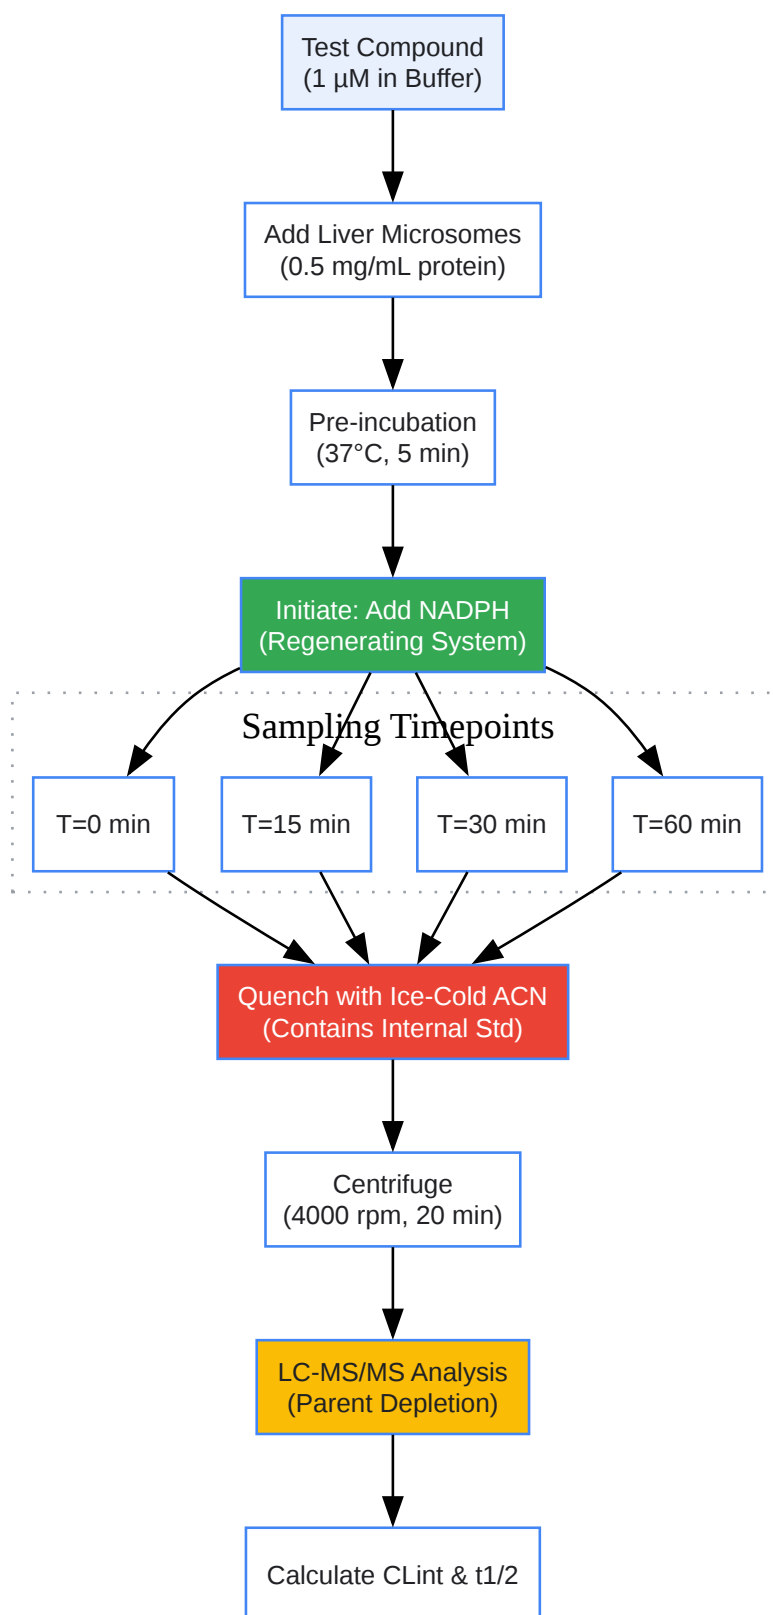 Test Compound
(1 µM in Buffer)
Add Liver Microsomes
(0.5 mg/mL protein)
Pre-incubation
(37°C, 5 min)
Initiate: Add NADPH
(Regenerating System)
Sampling Timepoints
T=0 min
T=15 min
T=30 min
T=60 min
Quench with Ice-Cold ACN
(Contains Internal Std)
Centrifuge
(4000 rpm, 20 min)
LC-MS/MS Analysis
(Parent Depletion)
Calculate CLint & t1/2